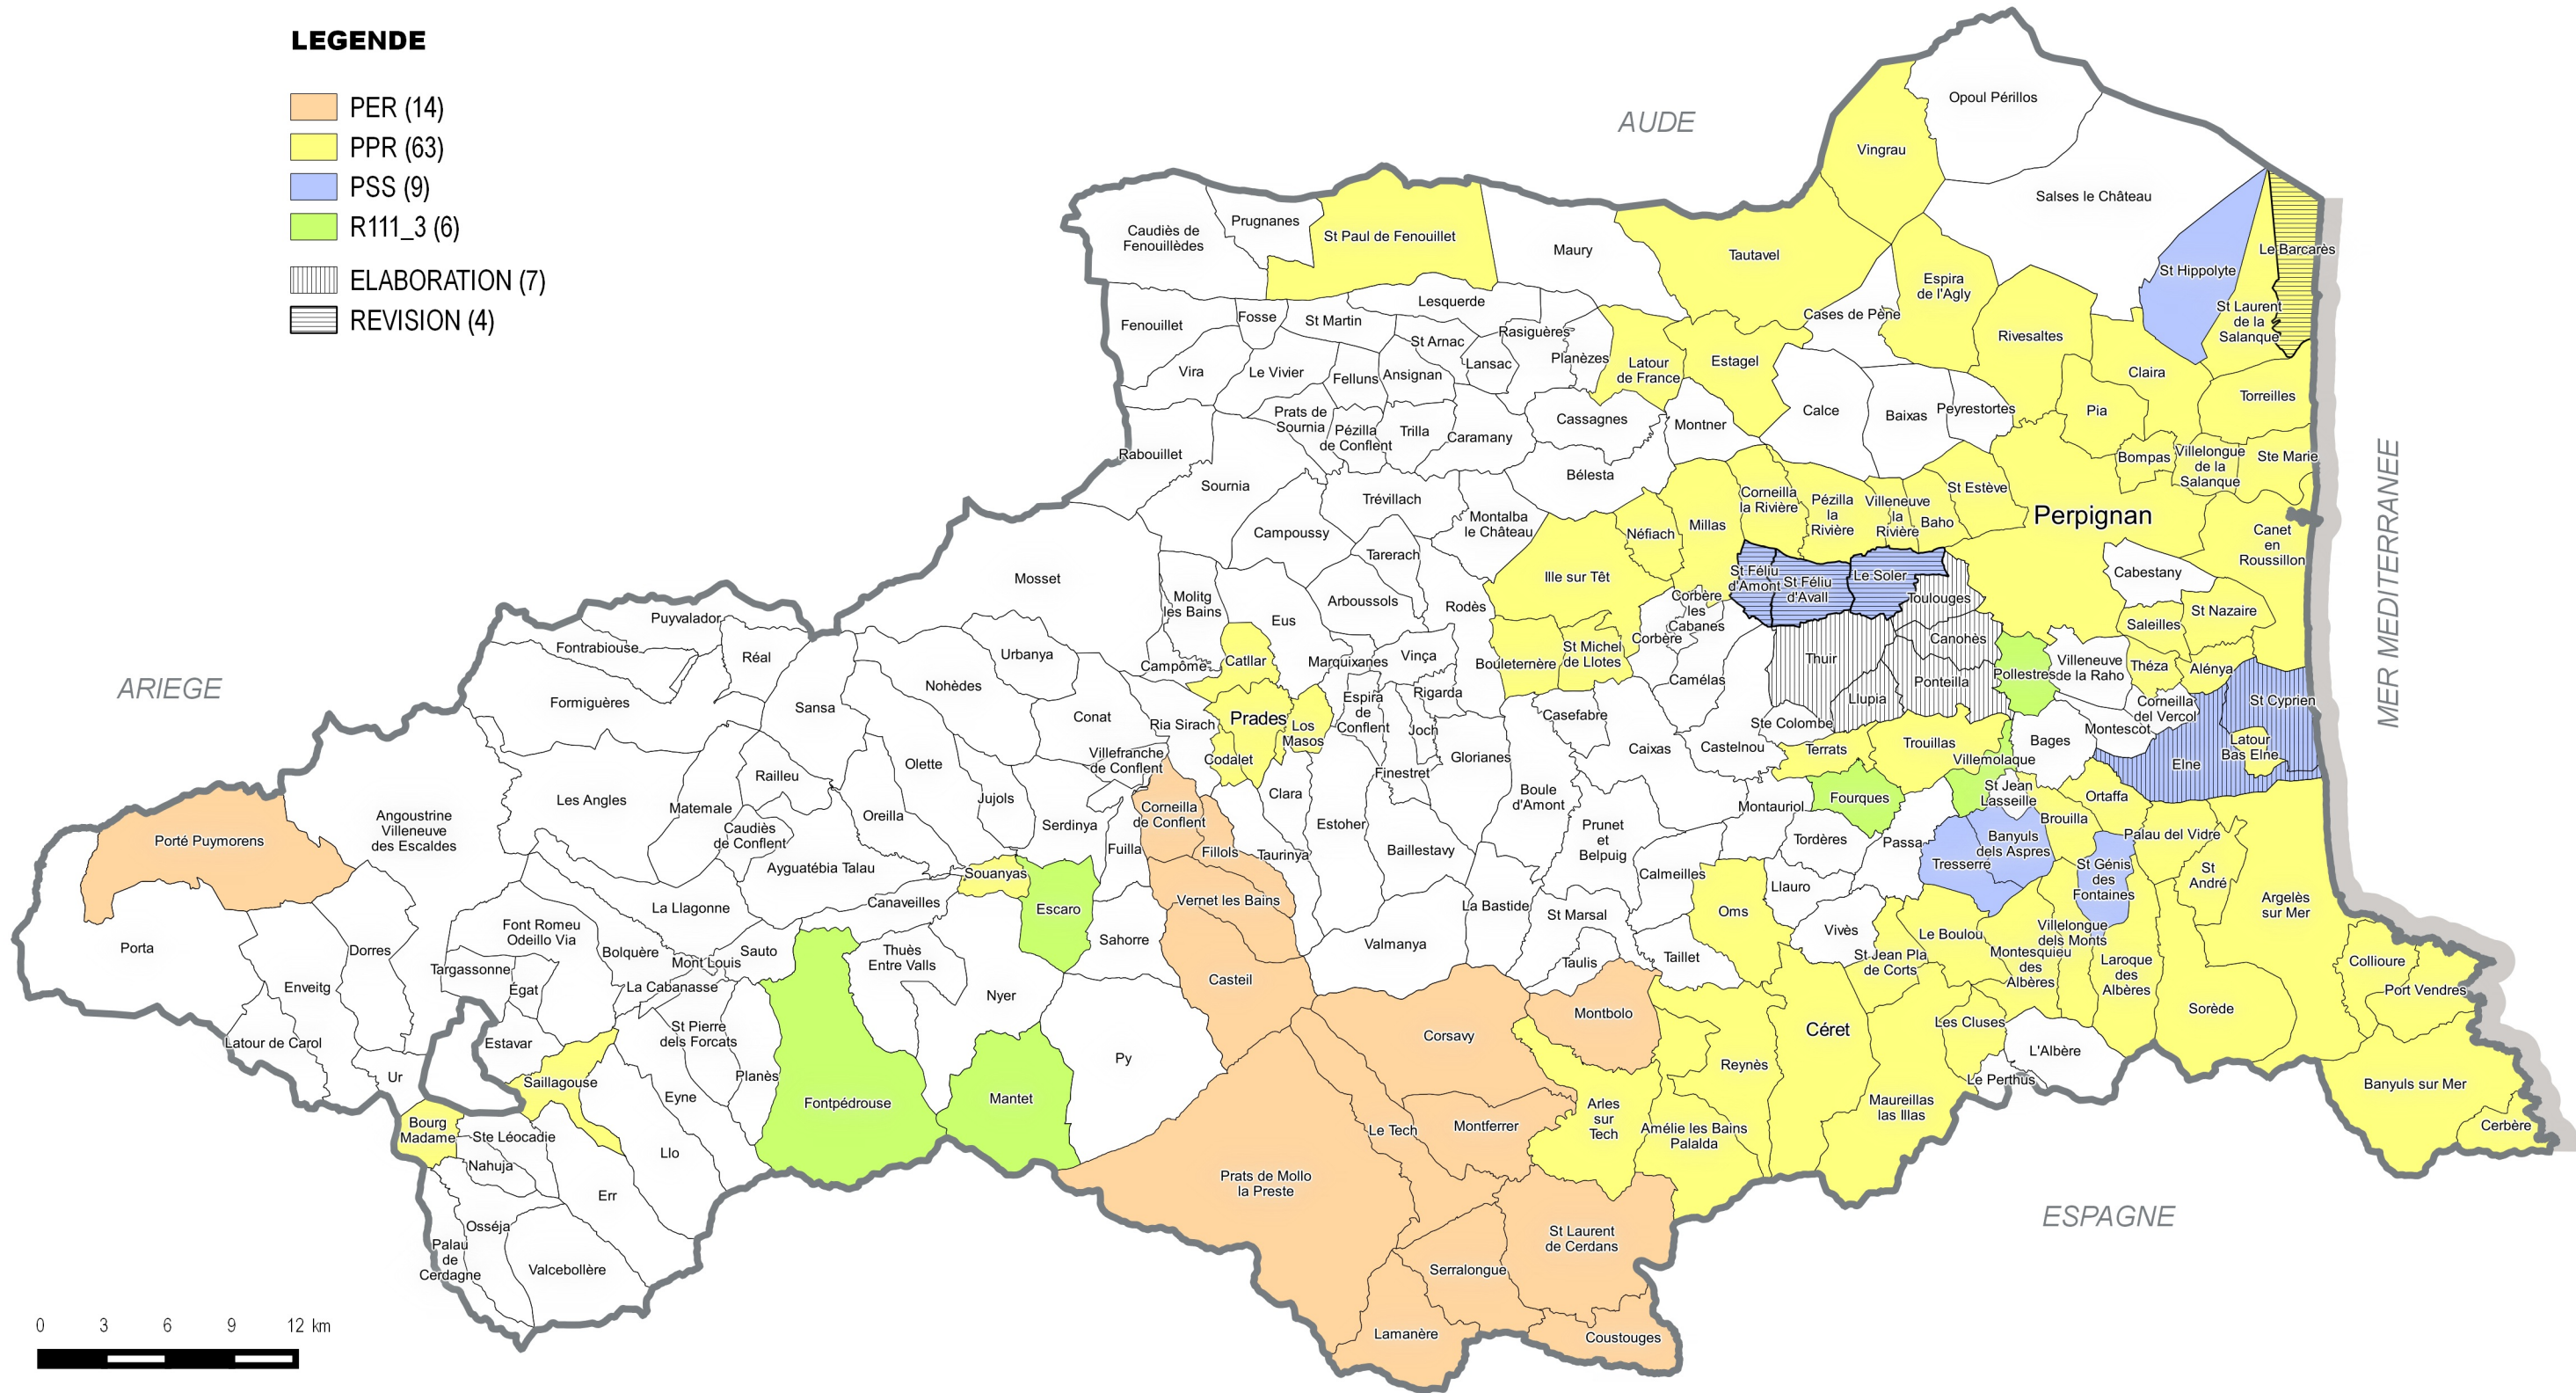 LEGENDE
PER (14)
PPR (63)
PSS (9)
R111_3 (6)
ELABORATION (7)
REVISION (4)
AUDE
ARIEGE
ESPAGNE
MER MEDITERRANEE
Opoul Périllos
Vingrau
Salses le Château
Caudiès de
Fenouillèdes
Prugnanes
St Paul de Fenouillet
Maury
Tautavel
Espira
de l'Agly
St Hippolyte
Le Barcarès
St Laurent
de la
Salanque
Fenouillet
Fosse
St Martin
Lesquerde
Rasiguères
Cases de Pène
Rivesaltes
Vira
Le Vivier
St Arnac
Felluns
Ansignan
Lansac
Planèzes
Latour
de France
Estagel
Claira
Torreilles
Prats de
Sournia
Pézilla
de Conflent
Trilla
Caramany
Cassagnes
Montner
Calce
Baixas
Peyrestortes
Pia
Rabouillet
Sournia
Trévillach
Bélesta
Bompas
Villelongue
de la
Salanque
Ste Marie
Campoussy
Montalba
le Château
Néfiach
Millas
Corneilla
la Rivière
Pézilla
la
Rivière
Villeneuve
la
Rivière
Baho
St Estève
Perpignan
Canet
en
Roussillon
Mosset
Molitg
les Bains
Tarerach
Arboussols
Eus
Rodès
Ille sur Têt
St Féliu
d'Amont
St Féliu
d'Avall
Le Soler
Toulouges
Cabestany
Corbère
les
Cabanes
Corbère
St Nazaire
Saleilles
Puyvalador
Fontrabiouse
Réal
Urbanya
Campôme
Catllar
Marquixanes
Vinça
Bouleternère
St Michel
de Llotes
Camélas
Thuir
Canohès
Ponteilla
Pollestres
Villeneuve
de la Raho
Théza
Alénya
Formiguères
Sansa
Nohèdes
Conat
Ria Sirach
Prades
Los
Masos
Espira
de
Conflent
Rigarda
Joch
Casefabre
Llupia
Ste Colombe
Corneilla
del Vercol
Montescot
St Cyprien
Latour
Bas Elne
Elne
Villefranche
de Conflent
Codalet
Finestret
Glorianes
Caixas
Castelnou
Terrats
Trouillas
Villemolaque
Bages
Les Angles
Matemale
Railleu
Olette
Jujols
Serdinya
Clara
Estoher
Boule
d'Amont
Montauriol
Fourques
St Jean
Lasseille
Ortaffa
Porté Puymorens
Angoustrine
Villeneuve
des Escaldes
Caudiès
de Conflent
Oreilla
Corneilla
de Conflent
Fuilla
Fillols
Taurinya
Baillestavy
Prunet
et
Belpuig
Tordères
Passa
Tresserre
Banyuls
dels Aspres
Brouilla
Palau del Vidre
Ayguatébia Talau
Souanyas
Calmeilles
Llauro
St Génis
des
Fontaines
St
André
Argelès
sur Mer
La Llagonne
Canaveilles
Escaro
Vernet les Bains
La Bastide
St Marsal
Oms
Vivès
Le Boulou
Villelongue
dels Monts
Porta
Dorres
Font Romeu
Odeillo Via
Bolquère
Mont Louis
Sauto
Thuès
Entre Valls
Sahorre
Valmanya
Taulis
Taillet
St Jean Pla
de Corts
Montesquieu
des
Albères
Laroque
des
Albères
Collioure
Port Vendres
Enveitg
Targassonne
Égat
La Cabanasse
Nyer
Casteil
Corsavy
Montbolo
Céret
Les Cluses
Sorède
Latour de Carol
Estavar
St Pierre
dels Forcats
Py
Reynès
L'Albère
Ur
Saillagouse
Planès
Eyne
Fontpédrouse
Mantet
Le Perthus
Banyuls sur Mer
Bourg
Madame
Ste Léocadie
Nahuja
Llo
Le Tech
Montferrer
Arles
sur
Tech
Amélie les Bains
Palalda
Maureillas
las Illas
Cerbère
Err
Osséja
Prats de Mollo
la Preste
Palau
de
Cerdagne
Valcebollère
Serralongue
St Laurent
de Cerdans
Lamanère
Coustouges
0 3 6 9 12 km